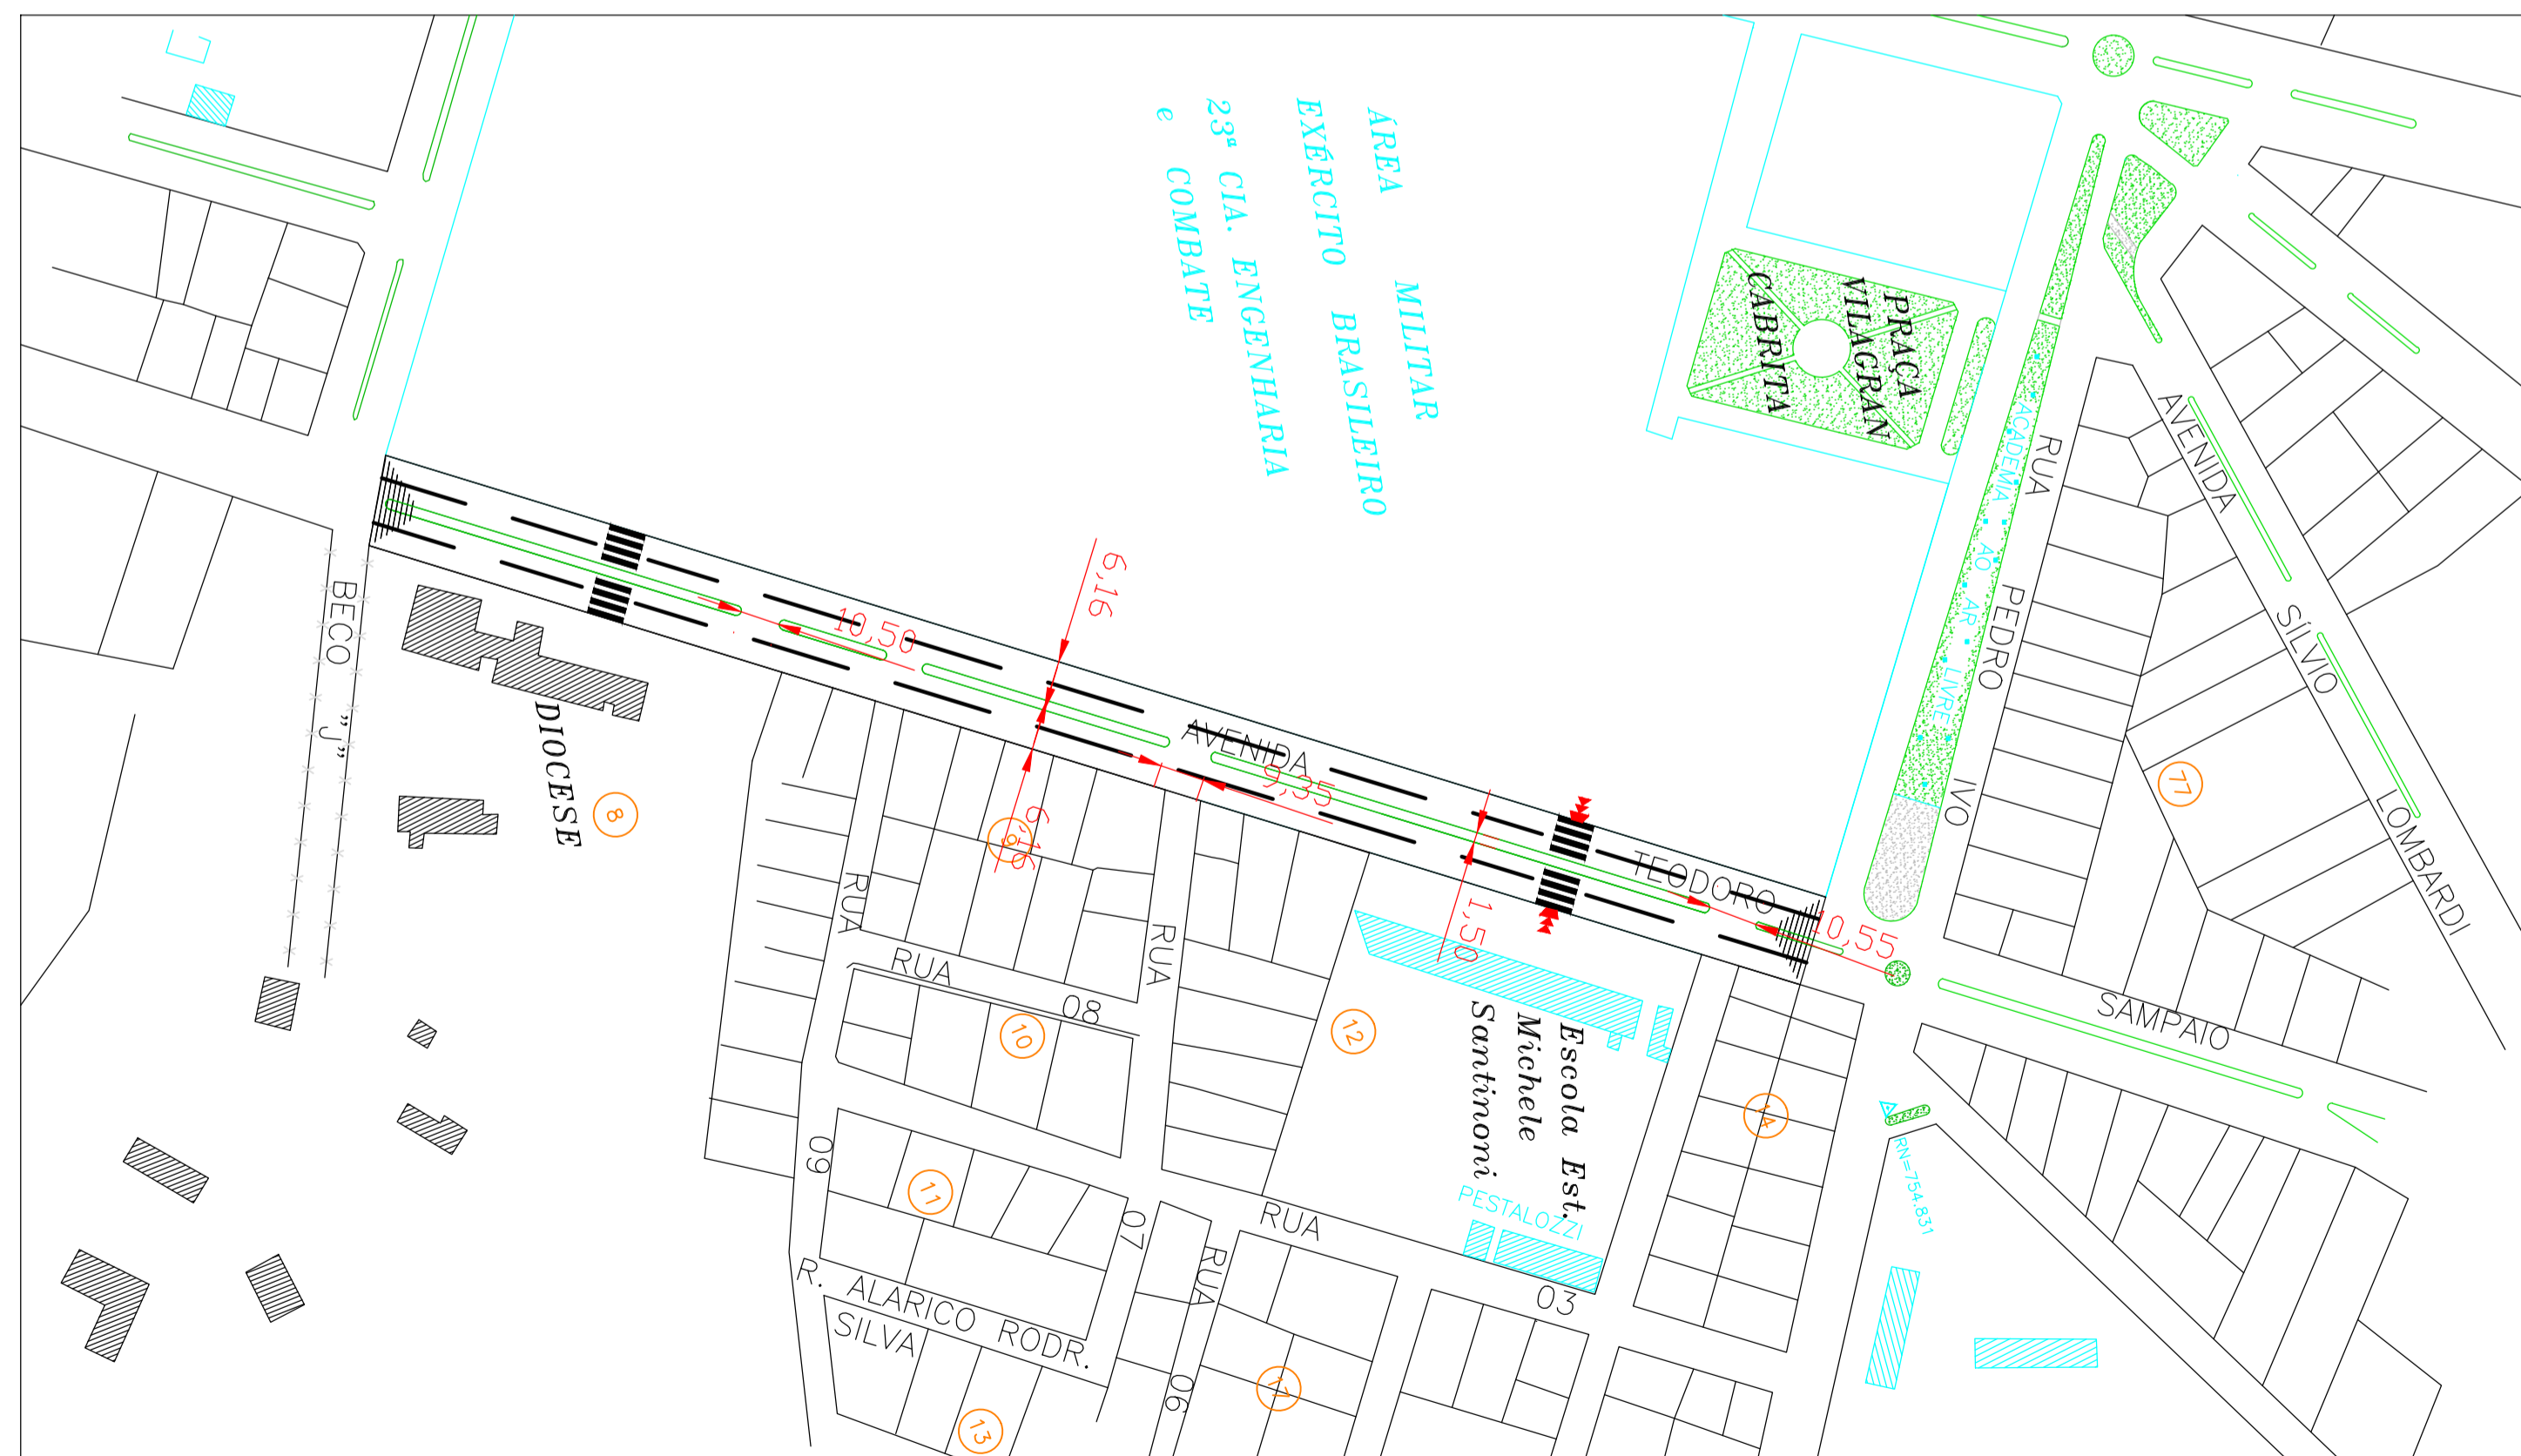 ÁREA MILITAR
EXÉRCITO BRASILEIRO
23ª CIA. ENGENHARIA
e COMBATE
PRAÇA
VILAGRAN
CABRITA
ACADEMIA AO AR LIVRE
RUA PEDRO IVO
AVENIDA SÍLVIO LOMBARDI
77
6,16
10,50
AVENIDA TEODORO SAMPAIO
9,35
6,16
1,50
10,55
BECO "J"
DIOCESE
8
9
RUA 09
RUA 08
RUA 07
10
12
14
Escola Est.
Michele
Santinoni
PESTALOZZI
RN=754.831
11
RUA 03
RUA 06
R. ALARICO RODR.
SILVA
13
17